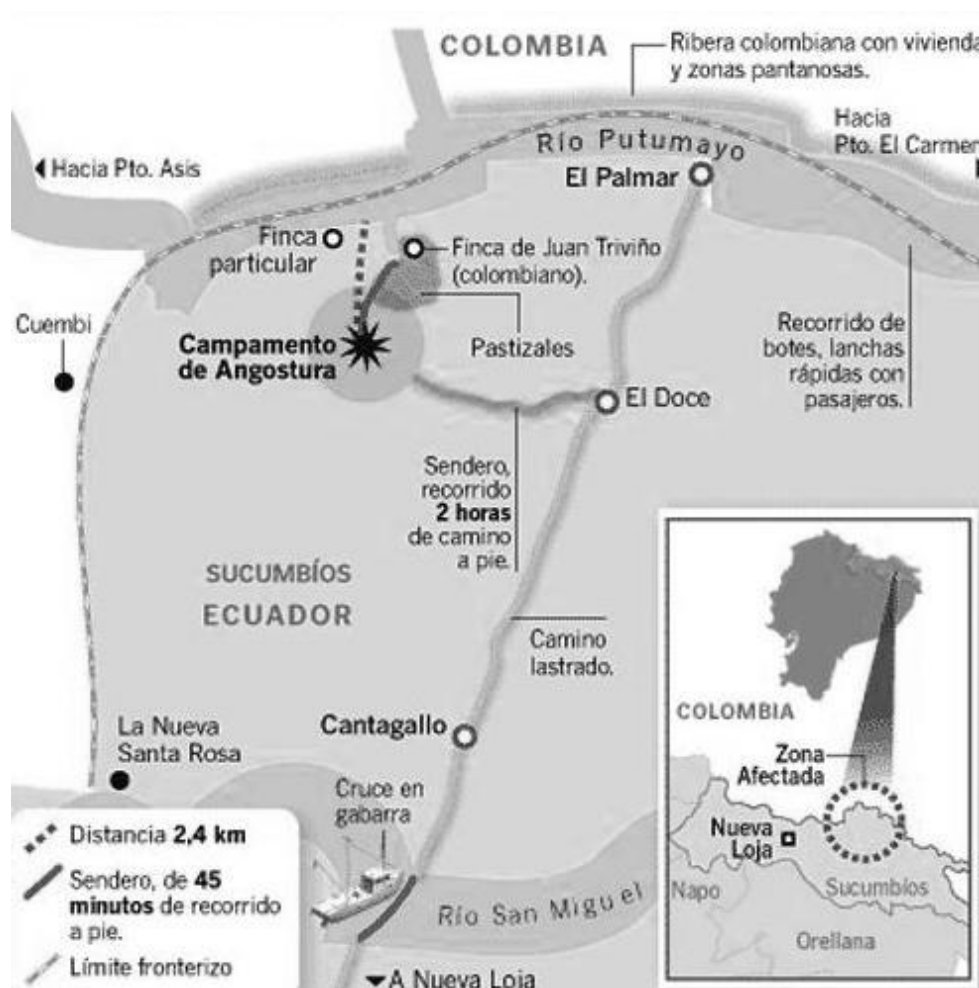 COLOMBIA
Ribera colombiana con vivienda
y zonas pantanosas.
Hacia
Pto. El Carmen
Río Putumayo
Hacia Pto. Asis
El Palmar
Finca
particular
Finca de Juan Triviño
(colombiano).
Cuembi
Campamento
de Angostura
Pastizales
Recorrido de
botes, lanchas
rápidas con
pasajeros.
El Doce
Sendero,
recorrido
2 horas
de camino
a pie.
SUCUMBÍOS
ECUADOR
Camino
lastrado.
Cantagallo
La Nueva
Santa Rosa
Cruce en
gabarra
Río San Miguel
A Nueva Loja
Distancia 2,4 km
Sendero, de 45
minutos de recorrido
a pie.
Límite fronterizo
COLOMBIA
Zona
Afectada
Nueva
Loja
Napo
Sucumbíos
Orellana